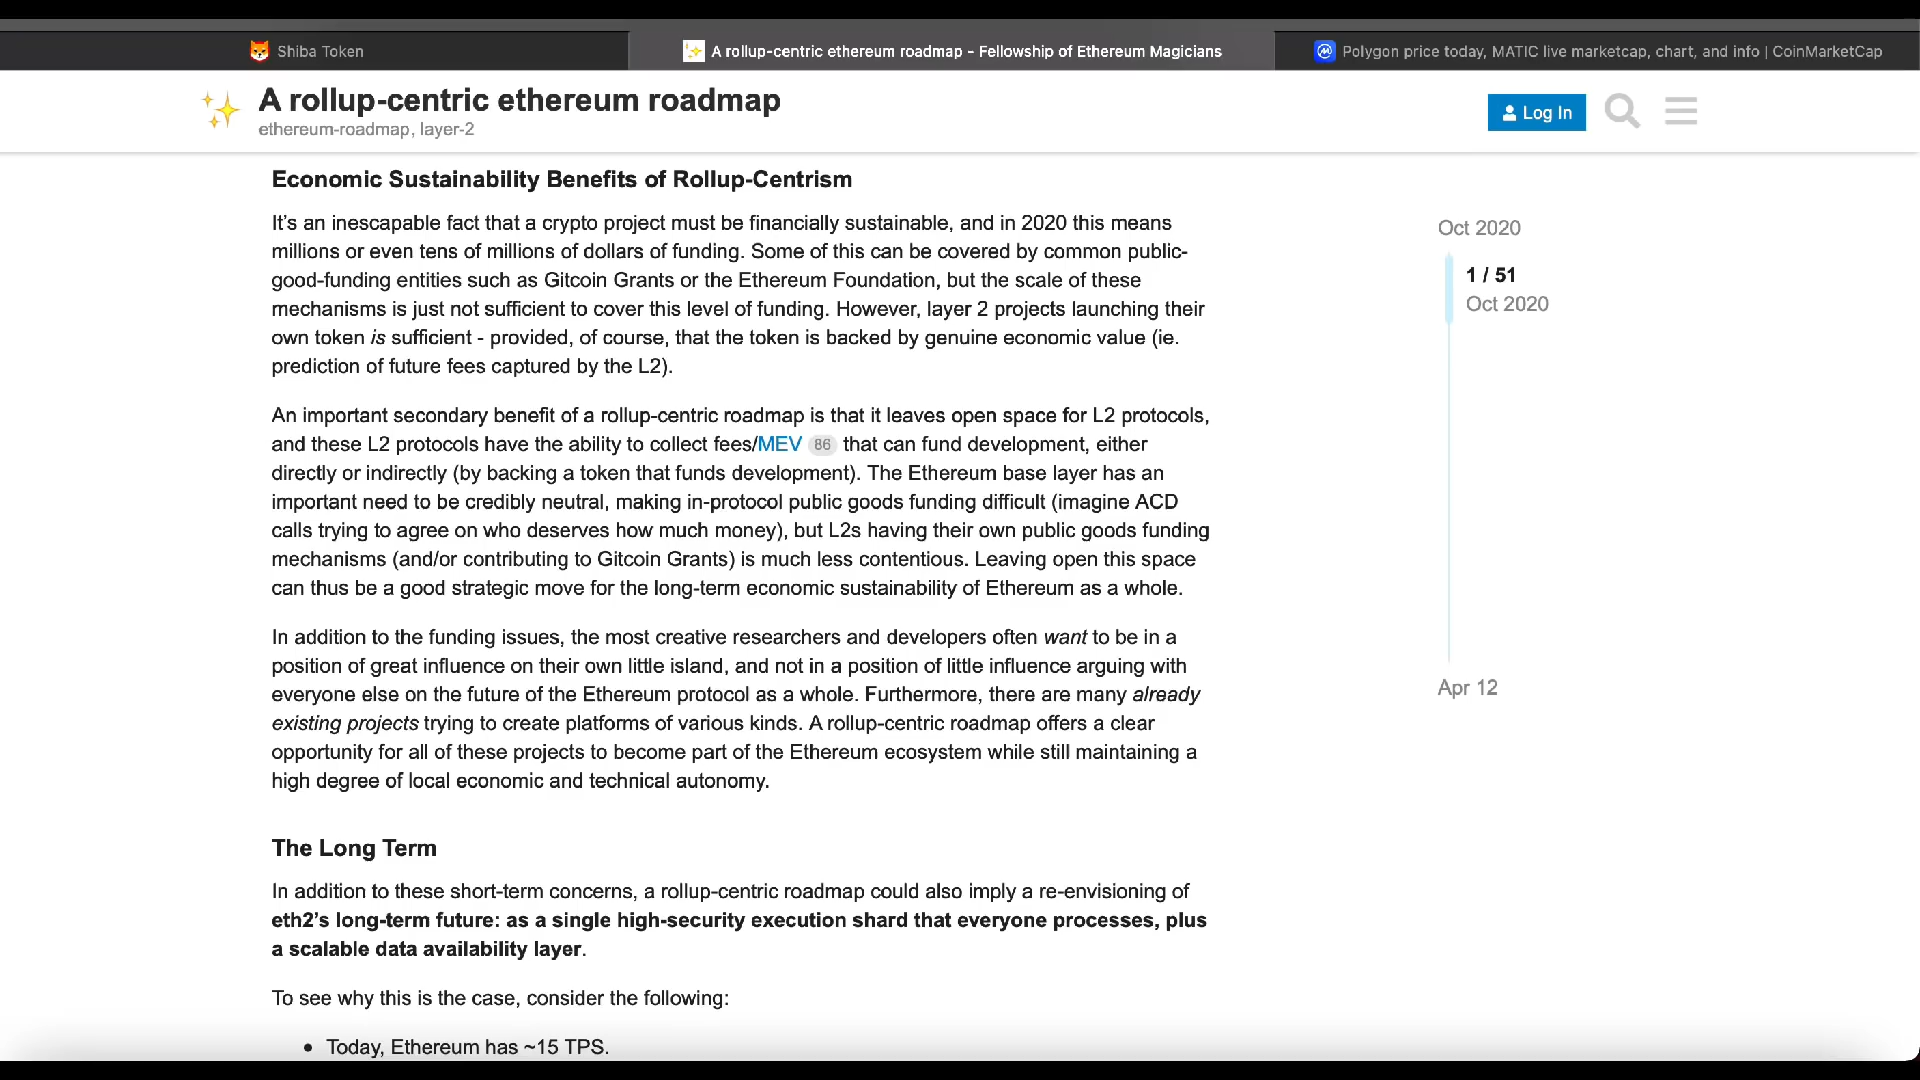 Shiba Token
A rollup-centric ethereum roadmap - Fellowship of Ethereum Magicians
Polygon price today, MATIC live marketcap, chart, and info | CoinMarketCap
A rollup-centric ethereum roadmap
ethereum-roadmap, layer-2
Log In
Economic Sustainability Benefits of Rollup-Centrism
It’s an inescapable fact that a crypto project must be financially sustainable, and in 2020 this means
millions or even tens of millions of dollars of funding. Some of this can be covered by common public-
good-funding entities such as Gitcoin Grants or the Ethereum Foundation, but the scale of these
mechanisms is just not sufficient to cover this level of funding. However, layer 2 projects launching their
own token is sufficient - provided, of course, that the token is backed by genuine economic value (ie.
prediction of future fees captured by the L2).
An important secondary benefit of a rollup-centric roadmap is that it leaves open space for L2 protocols,
and these L2 protocols have the ability to collect fees/MEV 86 that can fund development, either
directly or indirectly (by backing a token that funds development). The Ethereum base layer has an
important need to be credibly neutral, making in-protocol public goods funding difficult (imagine ACD
calls trying to agree on who deserves how much money), but L2s having their own public goods funding
mechanisms (and/or contributing to Gitcoin Grants) is much less contentious. Leaving open this space
can thus be a good strategic move for the long-term economic sustainability of Ethereum as a whole.
In addition to the funding issues, the most creative researchers and developers often want to be in a
position of great influence on their own little island, and not in a position of little influence arguing with
everyone else on the future of the Ethereum protocol as a whole. Furthermore, there are many already
existing projects trying to create platforms of various kinds. A rollup-centric roadmap offers a clear
opportunity for all of these projects to become part of the Ethereum ecosystem while still maintaining a
high degree of local economic and technical autonomy.
The Long Term
In addition to these short-term concerns, a rollup-centric roadmap could also imply a re-envisioning of
eth2’s long-term future: as a single high-security execution shard that everyone processes, plus
a scalable data availability layer.
To see why this is the case, consider the following:
• Today, Ethereum has ~15 TPS.
Oct 2020
1 / 51
Oct 2020
Apr 12